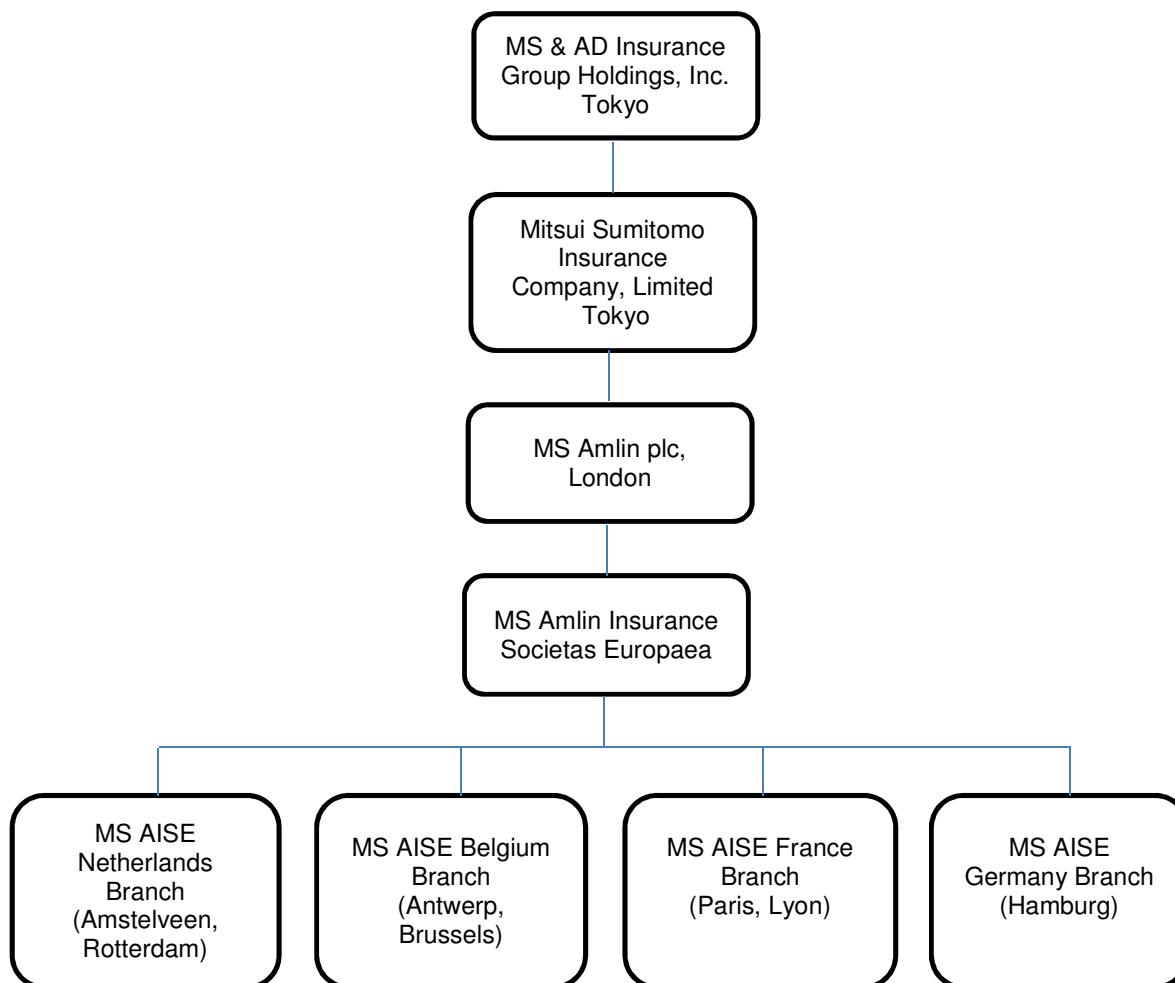 MS & AD Insurance
Group Holdings, Inc.
Tokyo
Mitsui Sumitomo
Insurance
Company, Limited
Tokyo
MS Amlin plc,
London
MS Amlin Insurance
Societas Europaea
MS AISE
Netherlands
Branch
(Amstelveen,
Rotterdam)
MS AISE Belgium
Branch
(Antwerp,
Brussels)
MS AISE France
Branch
(Paris, Lyon)
MS AISE
Germany Branch
(Hamburg)